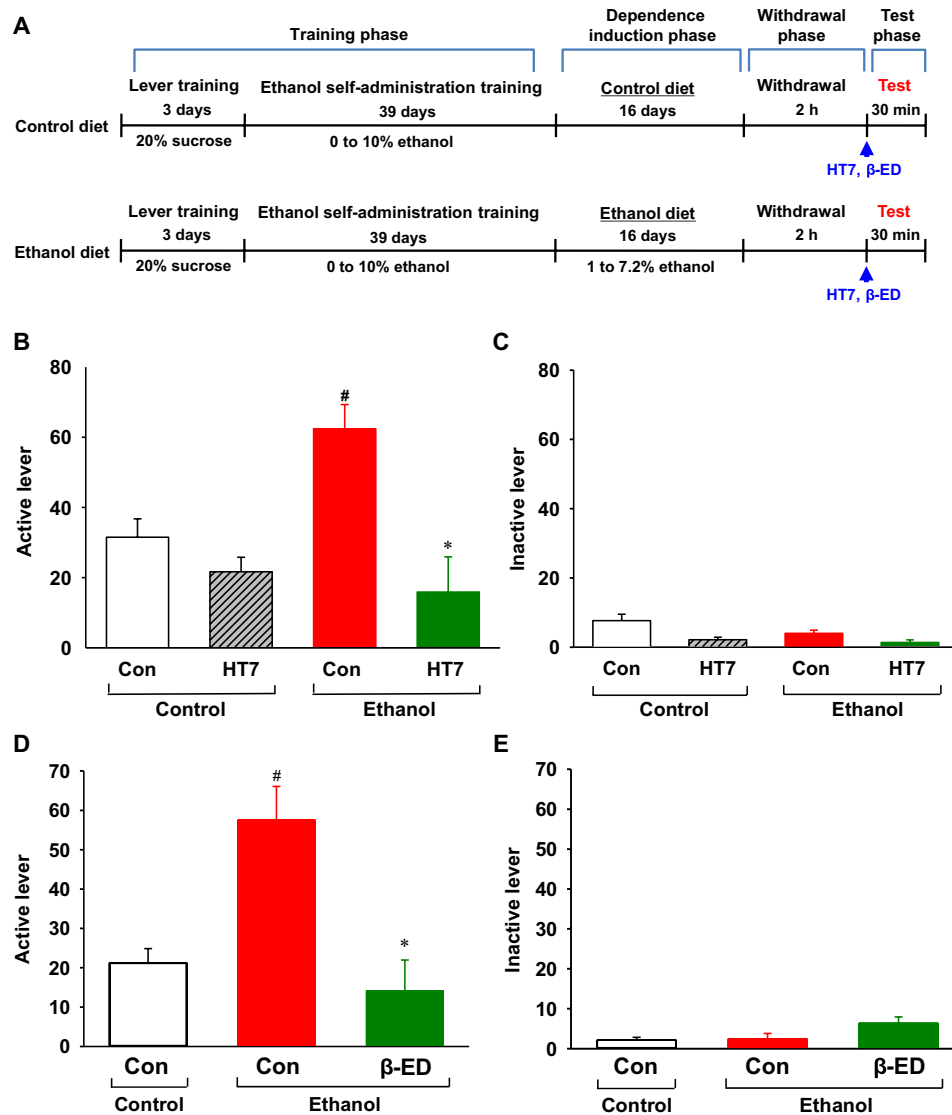 A
Training phase
Dependence induction phase
Withdrawal phase
Test phase
Control diet
Lever training
3 days
20% sucrose
Ethanol self-administration training
39 days
0 to 10% ethanol
Control diet
16 days
Withdrawal
2 h
Test
30 min
HT7, β-ED
Ethanol diet
Lever training
3 days
20% sucrose
Ethanol self-administration training
39 days
0 to 10% ethanol
Ethanol diet
16 days
1 to 7.2% ethanol
Withdrawal
2 h
Test
30 min
HT7, β-ED
B
Active lever
80
60
40
20
0
#
*
Con HT7 Con HT7
Control Ethanol
C
Inactive lever
80
60
40
20
0
Con HT7 Con HT7
Control Ethanol
D
Active lever
70
60
50
40
30
20
10
0
#
*
Con Con β-ED
Control Ethanol
E
Inactive lever
70
60
50
40
30
20
10
0
Con Con β-ED
Control Ethanol